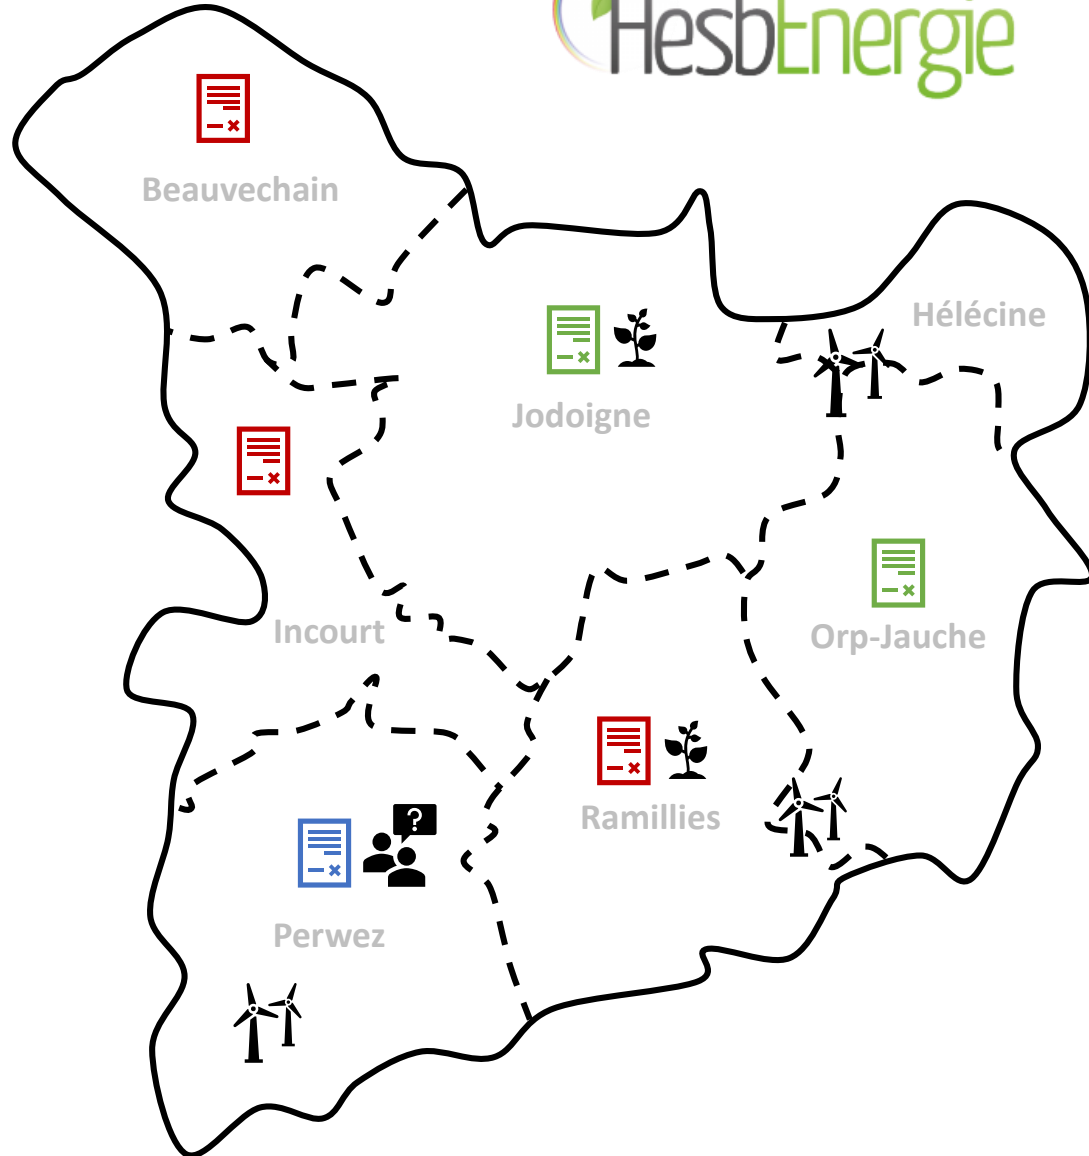 HesbEnergie
Beauvechain
Hélécine
Jodoigne
Incourt
Orp-Jauche
Ramillies
?
Perwez